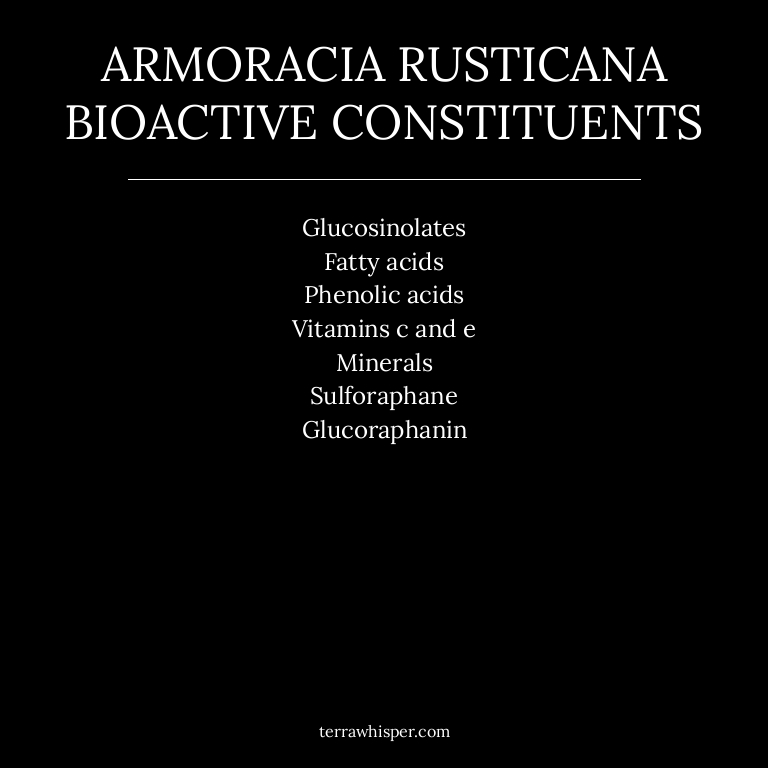 ARMORACIA RUSTICANA
BIOACTIVE CONSTITUENTS
Glucosinolates
Fatty acids
Phenolic acids
Vitamins c and e
Minerals
Sulforaphane
Glucoraphanin
terrawhisper.com